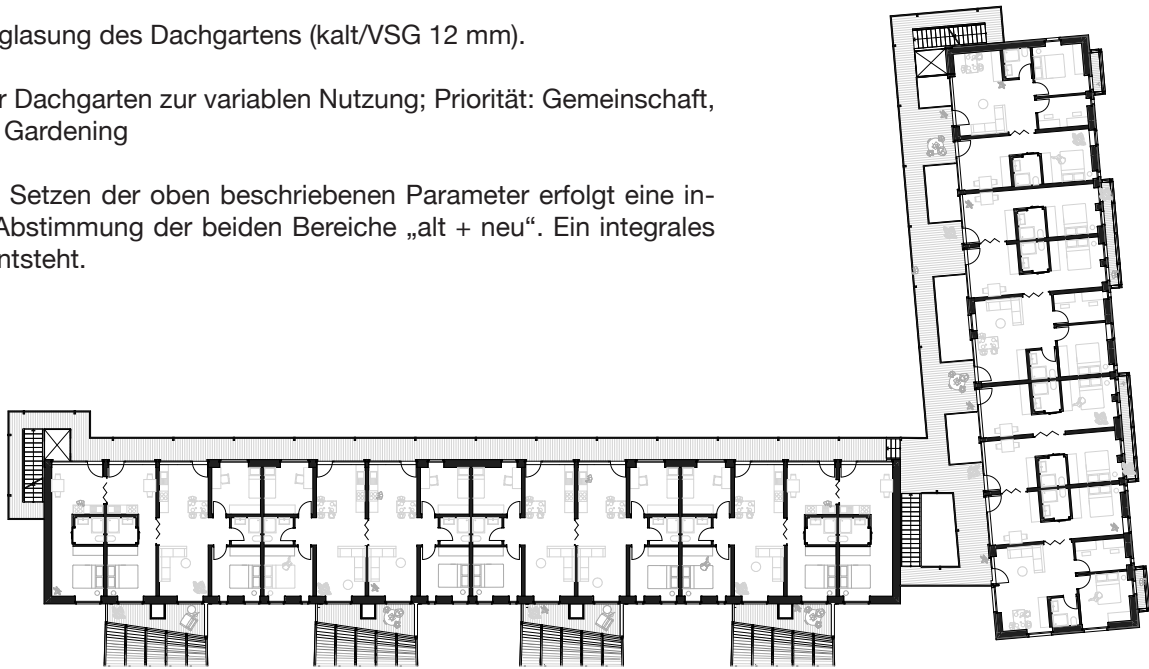 glasung des Dachgartens (kalt/VSG 12 mm).
r Dachgarten zur variablen Nutzung; Priorität: Gemeinschaft,
Gardening
Setzen der oben beschriebenen Parameter erfolgt eine in-
Abstimmung der beiden Bereiche „alt + neu“. Ein integrales
ntsteht.